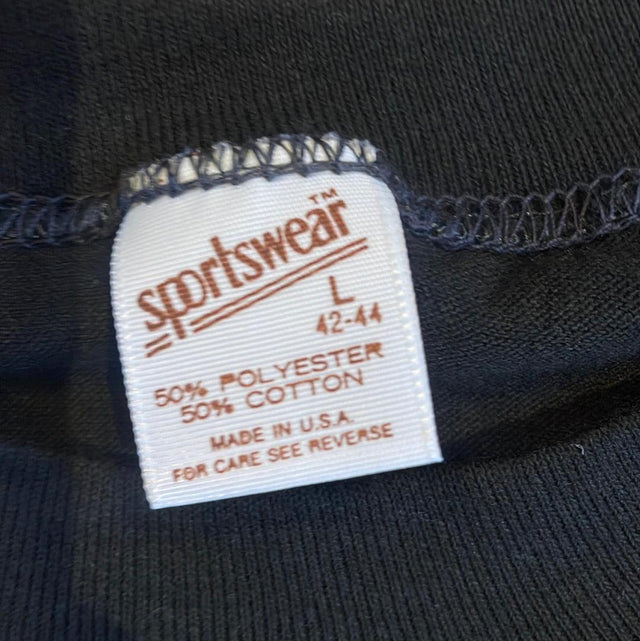 sportswear™
L
42-44
50% POLYESTER
50% COTTON
MADE IN U.S.A.
FOR CARE SEE REVERSE